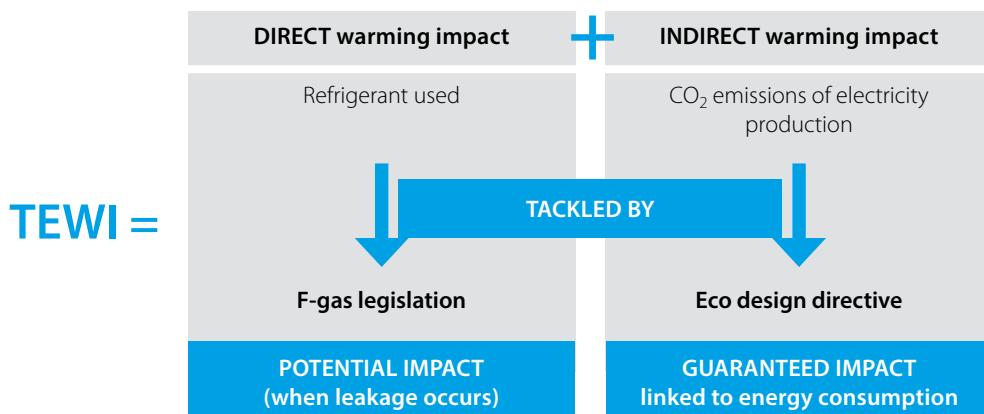 DIRECT warming impact
+
INDIRECT warming impact
Refrigerant used
CO₂ emissions of electricity
production
TEWI =
TACKLED BY
F-gas legislation
Eco design directive
POTENTIAL IMPACT
(when leakage occurs)
GUARANTEED IMPACT
linked to energy consumption